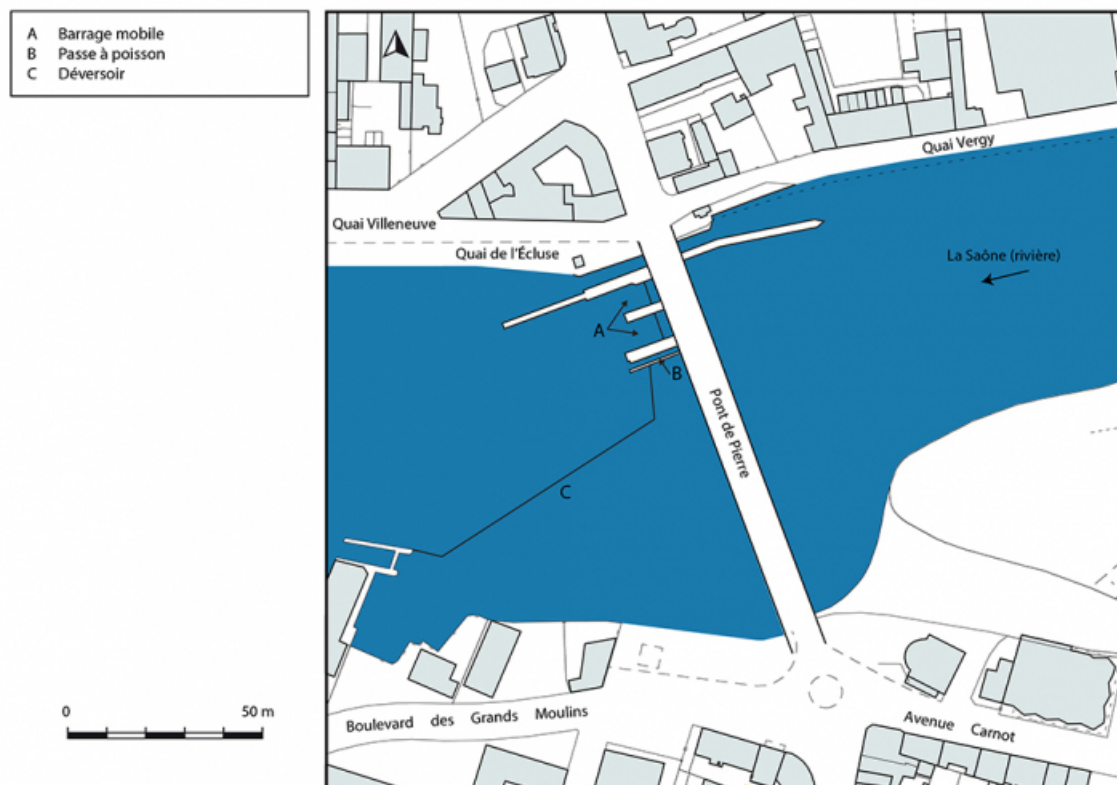 A Barrage mobile
B Passe à poisson
C Déversoir
Quai Vergy
Quai Villeneuve
Quai de l'Écluse
La Saône (rivière)
A
B
Pont de Pierre
C
0 50 m
Boulevard des Grands Moulins
Avenue Carnot